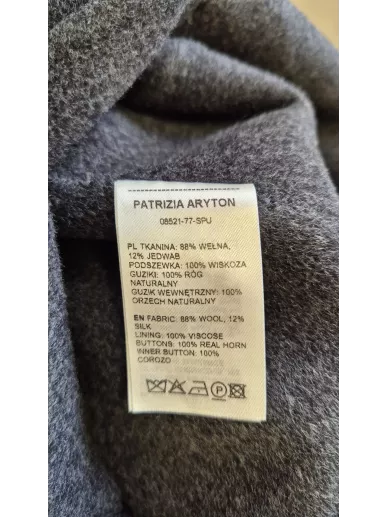 PATRIZIA ARYTON
08521-77-SPU
PL TKANINA: 88% WEŁNA,
12% JEDWAB
PODSZEWKA: 100% WISKOZA
GUZIKI: 100% RÓG
NATURALNY
GUZIK WEWNĘTRZNY: 100%
ORZECH NATURALNY
EN FABRIC: 88% WOOL, 12%
SILK
LINING: 100% VISCOSE
BUTTONS: 100% REAL HORN
INNER BUTTON: 100%
COROZO
P